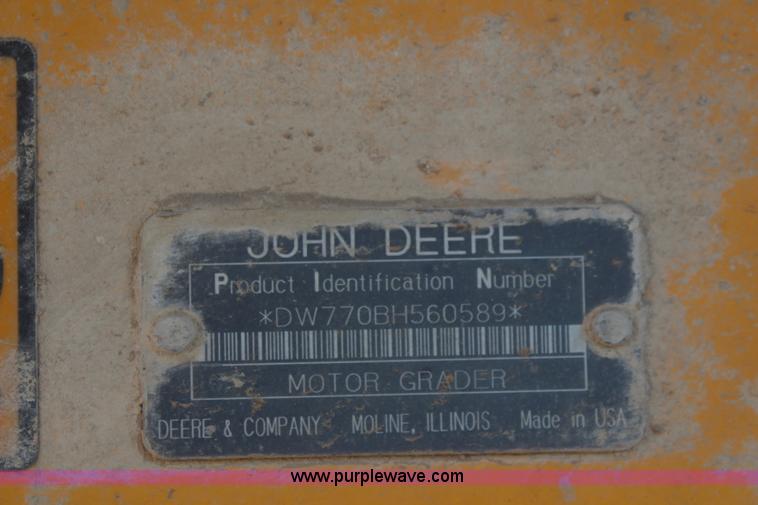 JOHN DEERE
Product Identification Number
*DW770BH560589*
MOTOR GRADER
DEERE & COMPANY MOLINE, ILLINOIS Made in USA
www.purplewave.com